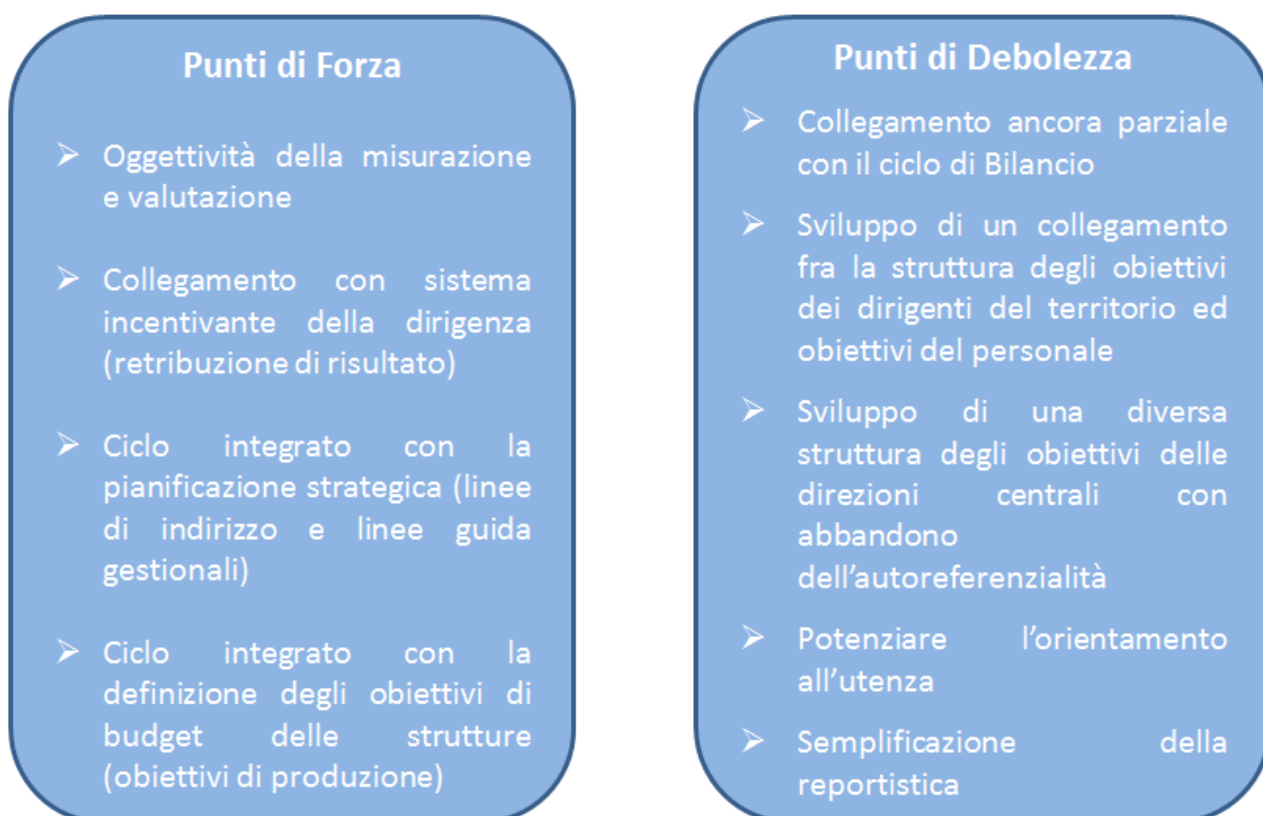 Punti di Forza
➢ Oggettività della misurazione
e valutazione
➢ Collegamento con sistema
incentivante della dirigenza
(retribuzione di risultato)
➢ Ciclo integrato con la
pianificazione strategica (linee
di indirizzo e linee guida
gestionali)
➢ Ciclo integrato con la
definizione degli obiettivi di
budget delle strutture
(obiettivi di produzione)
Punti di Debolezza
➢ Collegamento ancora parziale
con il ciclo di Bilancio
➢ Sviluppo di un collegamento
fra la struttura degli obiettivi
dei dirigenti del territorio ed
obiettivi del personale
➢ Sviluppo di una diversa
struttura degli obiettivi delle
direzioni centrali con
abbandono
dell’autoreferenzialità
➢ Potenziare l’orientamento
all’utenza
➢ Semplificazione della
reportistica